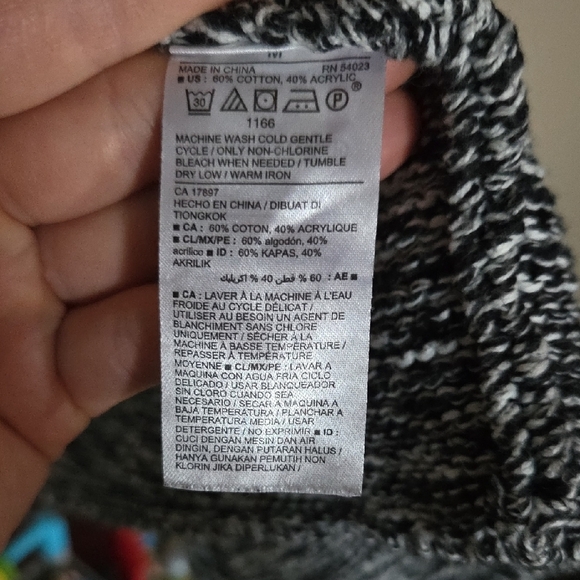 M
MADE IN CHINA RN 54023
■ US : 60% COTTON, 40% ACRYLIC
®
30 P
1166
MACHINE WASH COLD GENTLE
CYCLE / ONLY NON-CHLORINE
BLEACH WHEN NEEDED / TUMBLE
DRY LOW / WARM IRON
CA 17897
HECHO EN CHINA / DIBUAT DI
TIONGKOK
■ CA : 60% COTON, 40% ACRYLIQUE
■ CL/MX/PE : 60% algodón, 40%
acrílico ■ ID : 60% KAPAS, 40%
AKRILIK
■ AE : 60 % قطن 40 % اكريليك
■ CA : LAVER À LA MACHINE À L'EAU
FROIDE AU CYCLE DÉLICAT /
UTILISER AU BESOIN UN AGENT DE
BLANCHIMENT SANS CHLORE
UNIQUEMENT / SÉCHER À LA
MACHINE À BASSE TEMPÉRATURE /
REPASSER À TEMPÉRATURE
MOYENNE ■ CL/MX/PE : LAVAR A
MAQUINA CON AGUA FRIA CICLO
DELICADO / USAR BLANQUEADOR
SIN CLORO CUANDO SEA
NECESARIO / SECAR A MAQUINA A
BAJA TEMPERATURA / PLANCHAR A
TEMPERATURA MEDIA / USAR
DETERGENTE / NO EXPRIMIR ■ ID :
CUCI DENGAN MESIN DAN AIR
DINGIN, DENGAN PUTARAN HALUS /
HANYA GUNAKAN PEMUTIH NON
KLORIN JIKA DIPERLUKAN /